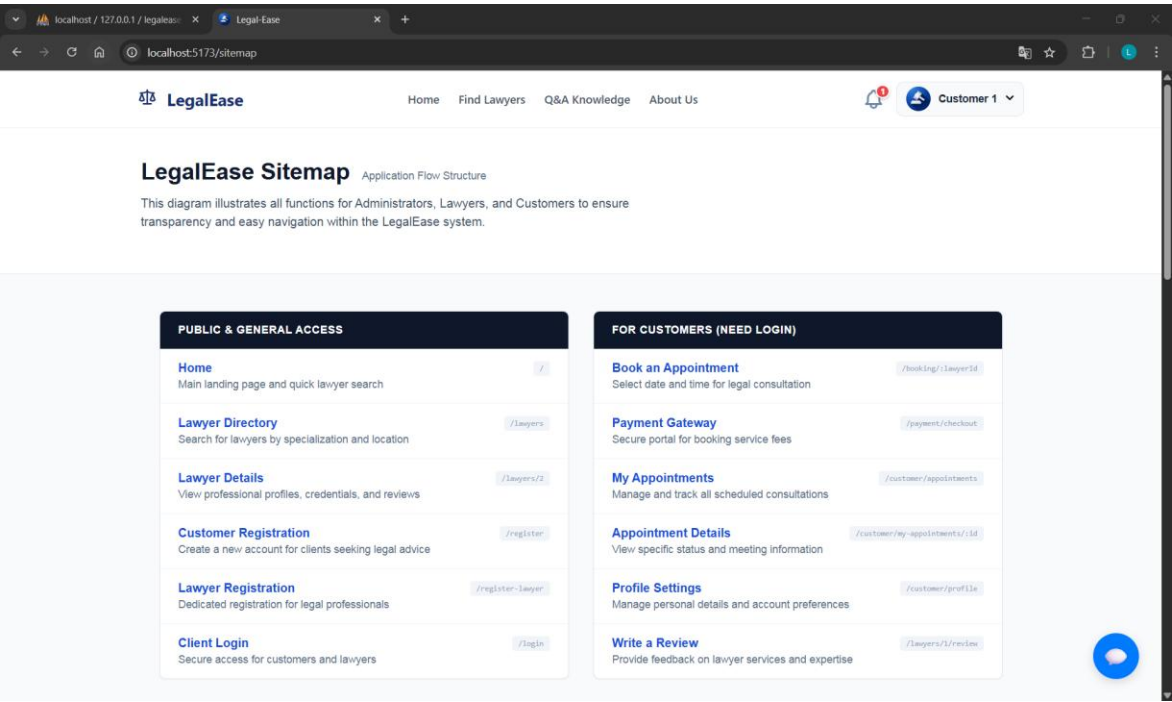 localhost / 127.0.0.1 / legalease
Legal-Ease
localhost:5173/sitemap
LegalEase
Home
Find Lawyers
Q&A Knowledge
About Us
1
Customer 1
L
LegalEase Sitemap
Application Flow Structure
This diagram illustrates all functions for Administrators, Lawyers, and Customers to ensure
transparency and easy navigation within the LegalEase system.
PUBLIC & GENERAL ACCESS
Home
/
Main landing page and quick lawyer search
Lawyer Directory
/lawyers
Search for lawyers by specialization and location
Lawyer Details
View professional profiles, credentials, and reviews
Customer Registration
/register
Create a new account for clients seeking legal advice
Lawyer Registration
/register-lawyer
Dedicated registration for legal professionals
Client Login
/login
Secure access for customers and lawyers
FOR CUSTOMERS (NEED LOGIN)
Book an Appointment
/booking/:lawyerId
Select date and time for legal consultation
Payment Gateway
/payment/checkout
Secure portal for booking service fees
My Appointments
/customer/appointments
Manage and track all scheduled consultations
Appointment Details
/customer/my-appointments/:id
View specific status and meeting information
Profile Settings
/customer/profile
Manage personal details and account preferences
Write a Review
/lawyers/1/review
Provide feedback on lawyer services and expertise